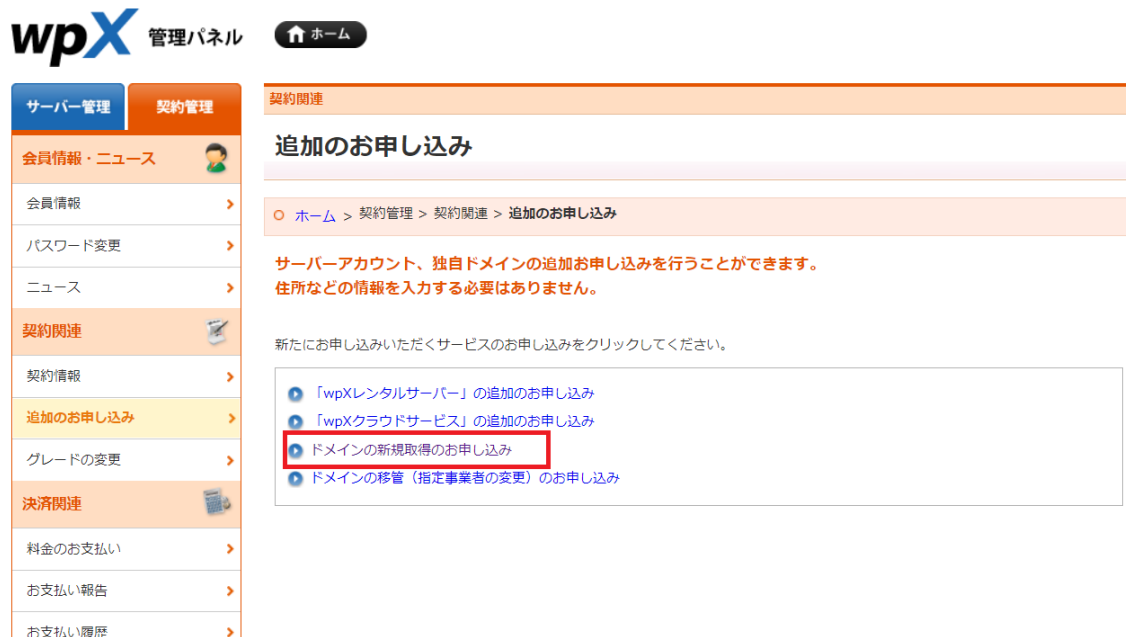 wpX 管理パネル
ホーム
サーバー管理
契約管理
会員情報・ニュース
会員情報
パスワード変更
ニュース
契約関連
契約情報
追加のお申し込み
グレードの変更
決済関連
料金のお支払い
お支払い報告
お支払い履歴
契約関連
追加のお申し込み
ホーム > 契約管理 > 契約関連 > 追加のお申し込み
サーバーアカウント、独自ドメインの追加お申し込みを行うことができます。
住所などの情報を入力する必要はありません。
新たにお申し込みいただくサービスのお申し込みをクリックしてください。
「wpXレンタルサーバー」の追加のお申し込み
「wpXクラウドサービス」の追加のお申し込み
ドメインの新規取得のお申し込み
ドメインの移管（指定事業者の変更）のお申し込み